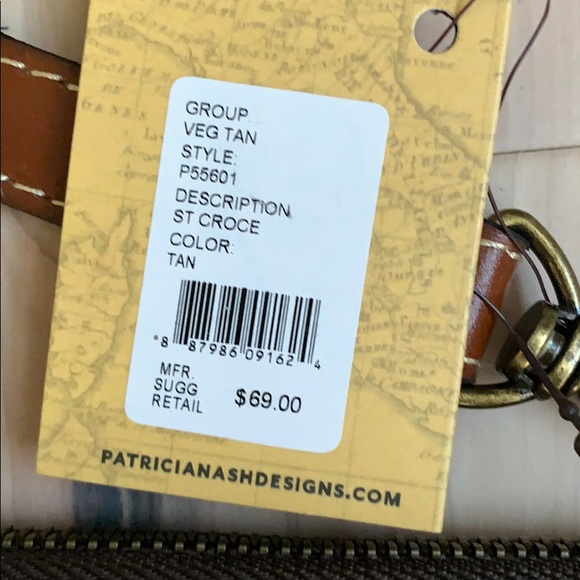 GROUP:
VEG TAN
STYLE:
P55601
DESCRIPTION
ST CROCE
COLOR:
TAN
8 87986 09162 4
MFR.
SUGG
RETAIL
$69.00
PATRICIANASHDESIGNS.COM